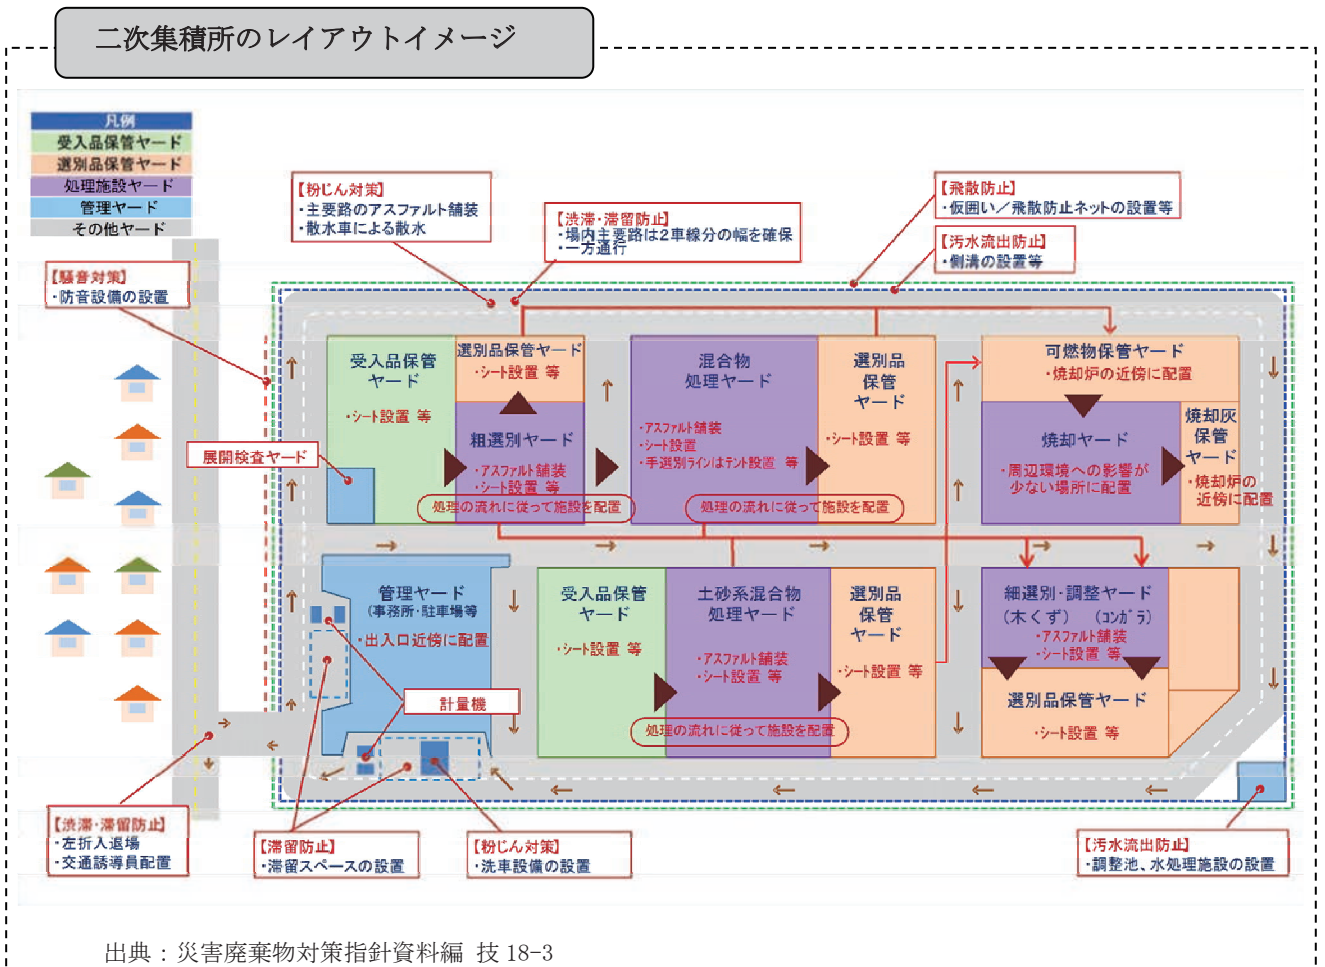 二次集積所のレイアウトイメージ
凡例
受入品保管ヤード
選別品保管ヤード
処理施設ヤード
管理ヤード
その他ヤード
【粉じん対策】
・主要路のアスファルト舗装
・散水車による散水
【渋滞・滞留防止】
・場内主要路は2車線分の幅を確保
・一方通行
【飛散防止】
・仮囲い／飛散防止ネットの設置等
【汚水流出防止】
・側溝の設置等
【騒音対策】
・防音設備の設置
展開検査ヤード
受入品保管
ヤード
・シート設置 等
選別品保管ヤード
・シート設置 等
粗選別ヤード
・アスファルト舗装
・シート設置 等
処理の流れに従って施設を配置
混合物
処理ヤード
・アスファルト舗装
・シート設置
・手選別ラインはテント設置 等
処理の流れに従って施設を配置
選別品
保管
ヤード
・シート設置 等
可燃物保管ヤード
・焼却炉の近傍に配置
焼却ヤード
・周辺環境への影響が
少ない場所に配置
焼却灰
保管
ヤード
・焼却炉の
近傍に配置
管理ヤード
(事務所・駐車場等
・出入口近傍に配置
計量機
受入品保管
ヤード
・シート設置 等
土砂系混合物
処理ヤード
・アスファルト舗装
・シート設置 等
処理の流れに従って施設を配置
選別品
保管
ヤード
・シート設置 等
細選別・調整ヤード
(木くず) (コンガラ)
・アスファルト舗装
・シート設置 等
選別品保管ヤード
・シート設置 等
【渋滞・滞留防止】
・左折入退場
・交通誘導員配置
【滞留防止】
・滞留スペースの設置
【粉じん対策】
・洗車設備の設置
【汚水流出防止】
・調整池、水処理施設の設置
出典：災害廃棄物対策指針資料編 技 18-3